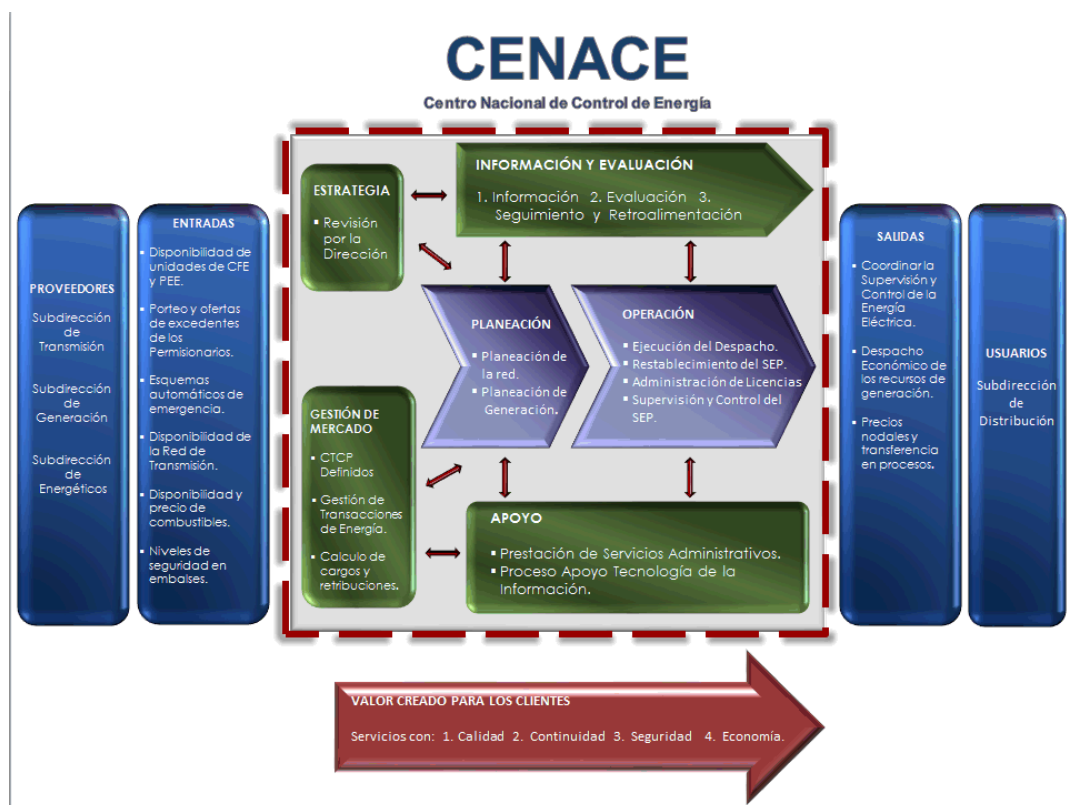 CENACE
Centro Nacional de Control de Energía
PROVEEDORES
Subdirección
de
Transmisión
Subdirección
de
Generación
Subdirección
de
Energéticos
ENTRADAS
▪ Disponibilidad de
unidades de CFE
y PEE.
▪ Porteo y ofertas
de excedentes
de los
Permisionarios.
▪ Esquemas
automáticos de
emergencia.
▪ Disponibilidad de
la Red de
Transmisión.
▪ Disponibilidad y
precio de
combustibles.
▪ Niveles de
seguridad en
embalses.
ESTRATEGIA
▪ Revisión
por la
Dirección
INFORMACIÓN Y EVALUACIÓN
1. Información 2. Evaluación 3.
Seguimiento y Retroalimentación
PLANEACIÓN
▪ Planeación de
la red.
▪ Planeación de
Generación.
OPERACIÓN
▪ Ejecución del Despacho.
▪ Restablecimiento del SEP.
▪ Administración de Licencias
▪ Supervisión y Control del
SEP.
GESTIÓN DE
MERCADO
▪ CTCP
Definidos
▪ Gestión de
Transacciones
de Energía.
▪ Calculo de
cargos y
retribuciones.
APOYO
▪ Prestación de Servicios Administrativos.
▪ Proceso Apoyo Tecnología de la
Información.
SALIDAS
▪ Coordinar la
Supervisión y
Control de la
Energía
Eléctrica.
▪ Despacho
Económico de
los recursos de
generación.
▪ Precios
nodales y
transferencia
en procesos.
USUARIOS
Subdirección
de
Distribución
VALOR CREADO PARA LOS CLIENTES
Servicios con: 1. Calidad 2. Continuidad 3. Seguridad 4. Economía.